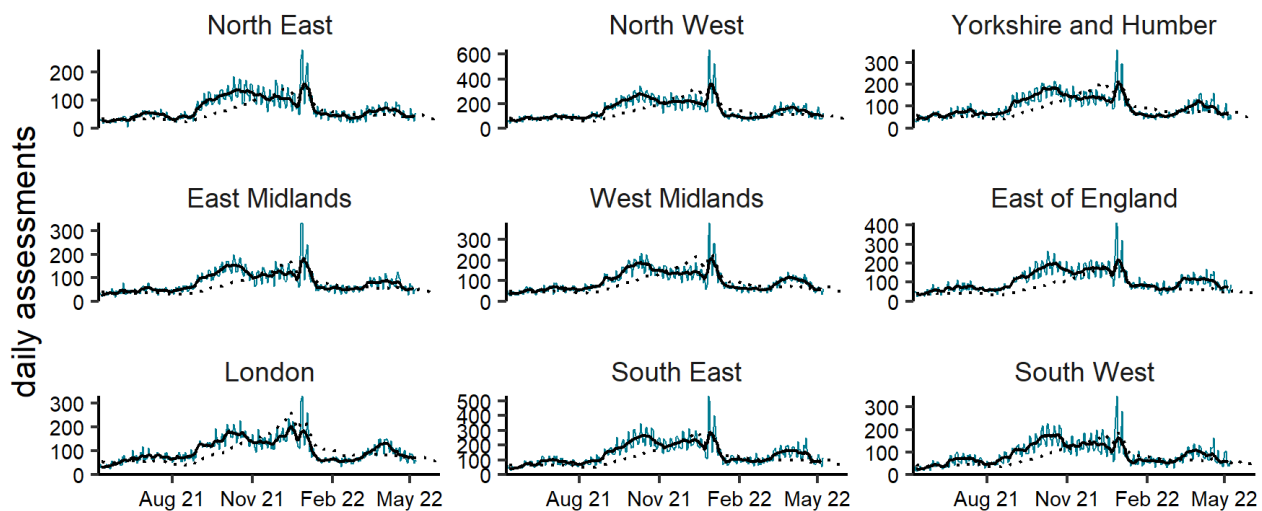 daily assessments
North East
200
100
0
North West
600
400
200
0
Yorkshire and Humber
300
200
100
0
East Midlands
300
200
100
0
West Midlands
300
200
100
0
East of England
400
300
200
100
0
London
300
200
100
0
Aug 21 Nov 21 Feb 22 May 22
South East
500
400
300
200
100
0
Aug 21 Nov 21 Feb 22 May 22
South West
300
200
100
0
Aug 21 Nov 21 Feb 22 May 22